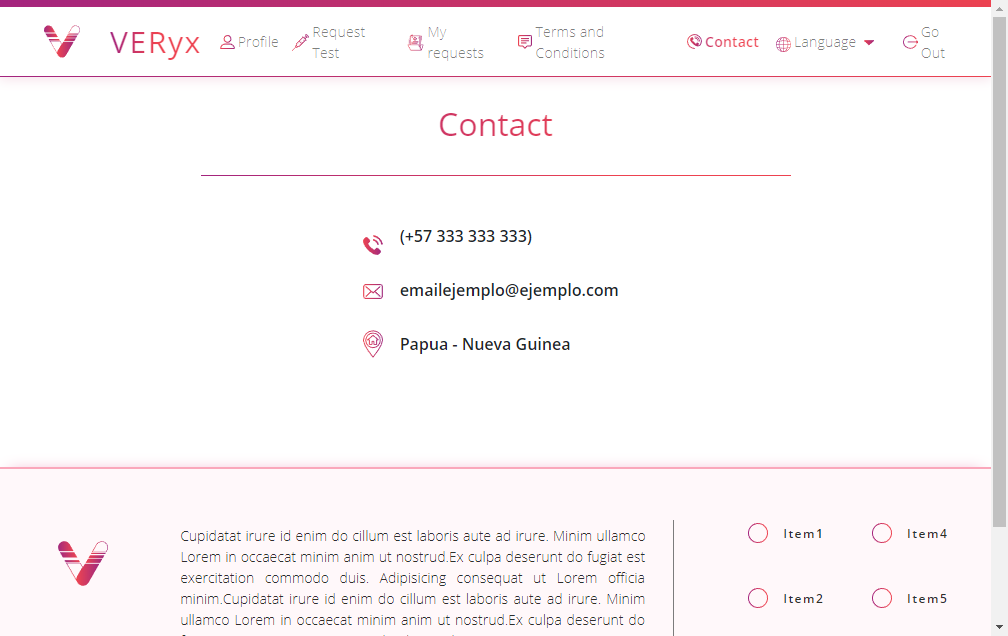 VERyx
Profile
Request
Test
My
requests
Terms and
Conditions
Contact
Language
Go
Out
Contact
(+57 333 333 333)
emailejemplo@ejemplo.com
Papua - Nueva Guinea
Cupidatat irure id enim do cillum est laboris aute ad irure. Minim ullamco
Lorem in occaecat minim anim ut nostrud.Ex culpa deserunt do fugiat est
exercitation commodo duis. Adipisicing consequat ut Lorem officia
minim.Cupidatat irure id enim do cillum est laboris aute ad irure. Minim
ullamco Lorem in occaecat minim anim ut nostrud.Ex culpa deserunt do
Item1
Item4
Item2
Item5